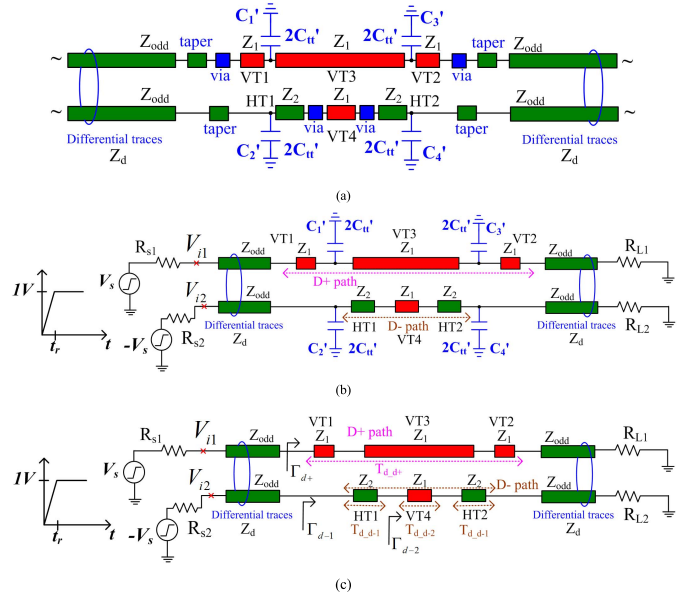 C1' 2Ctt' 2Ctt' C3'
Zodd taper Z1 Z1 Z1 Zodd
~ taper ~
via VT1 VT3 VT2 via
Zodd HT1 Z2 Z1 Z2 HT2 Zodd
~ ~
taper via VT4 via taper
Differential traces Differential traces
Zd C2' 2Ctt' 2Ctt' C4' Zd
(a)
C1' 2Ctt' 2Ctt' C3'
Rs1 Vi1 Zodd VT1 Z1 VT3 Z1 VT2 Z1 Zodd RL1
Vs D+ path
1V Vi2 Zodd Z2 Z1 Z2 Zodd
Rs2 Differential traces HT1 D- path HT2 Differential traces RL2
tr t -Vs Zd C2' 2Ctt' VT4 2Ctt' C4' Zd
(b)
VT1 D+ path VT3 VT2
Rs1 Vi1 Zodd Z1 Z1 Z1 Zodd RL1
Vs Γd+ Td_d+
1V Vi2 Zodd Z2 Z1 Z2 D- path Zodd
Rs2 Differential traces Γd−1 HT1 VT4 HT2 Differential traces RL2
tr t -Vs Zd Td_d-1 Γd−2 Td_d-2 Td_d-1 Zd
(c)